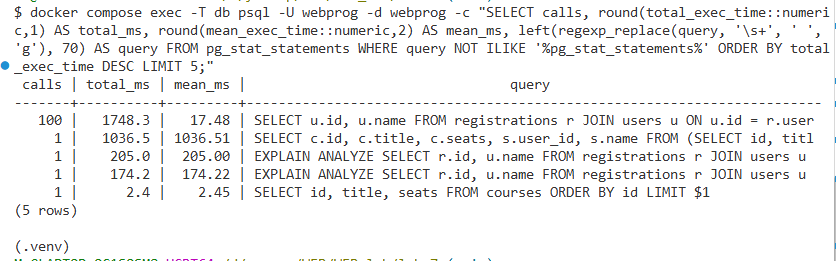 $ docker compose exec -T db psql -U webprog -d webprog -c "SELECT calls, round(total_exec_time::numeri
c,1) AS total_ms, round(mean_exec_time::numeric,2) AS mean_ms, left(regexp_replace(query, '\s+', ' ',
'g'), 70) AS query FROM pg_stat_statements WHERE query NOT ILIKE '%pg_stat_statements%' ORDER BY total
_exec_time DESC LIMIT 5;"
 calls | total_ms | mean_ms | query
-------+----------+---------+------------------------------------------------------------------------
   100 |   1748.3 |   17.48 | SELECT u.id, u.name FROM registrations r JOIN users u ON u.id = r.user
     1 |   1036.5 | 1036.51 | SELECT c.id, c.title, c.seats, s.user_id, s.name FROM (SELECT id, titl
     1 |    205.0 |  205.00 | EXPLAIN ANALYZE SELECT r.id, u.name FROM registrations r JOIN users u
     1 |    174.2 |  174.22 | EXPLAIN ANALYZE SELECT r.id, u.name FROM registrations r JOIN users u
     1 |      2.4 |    2.45 | SELECT id, title, seats FROM courses ORDER BY id LIMIT $1
(5 rows)
(.venv)